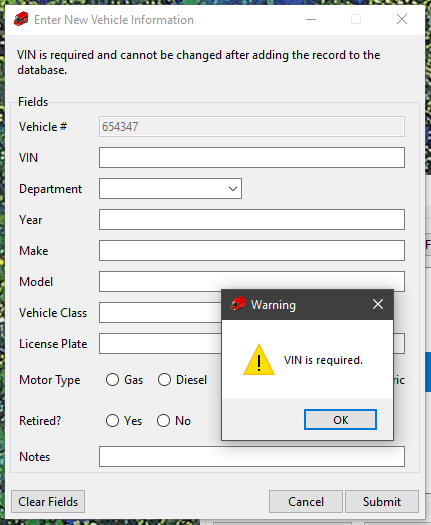 Enter New Vehicle Information
VIN is required and cannot be changed after adding the record to the
database.
Fields
Vehicle #
654347
VIN
Department
Year
Make
Model
Vehicle Class
License Plate
Motor Type
Gas
Diesel
ric
Retired?
Yes
No
Notes
Clear Fields
Cancel
Submit
Warning
VIN is required.
OK
F